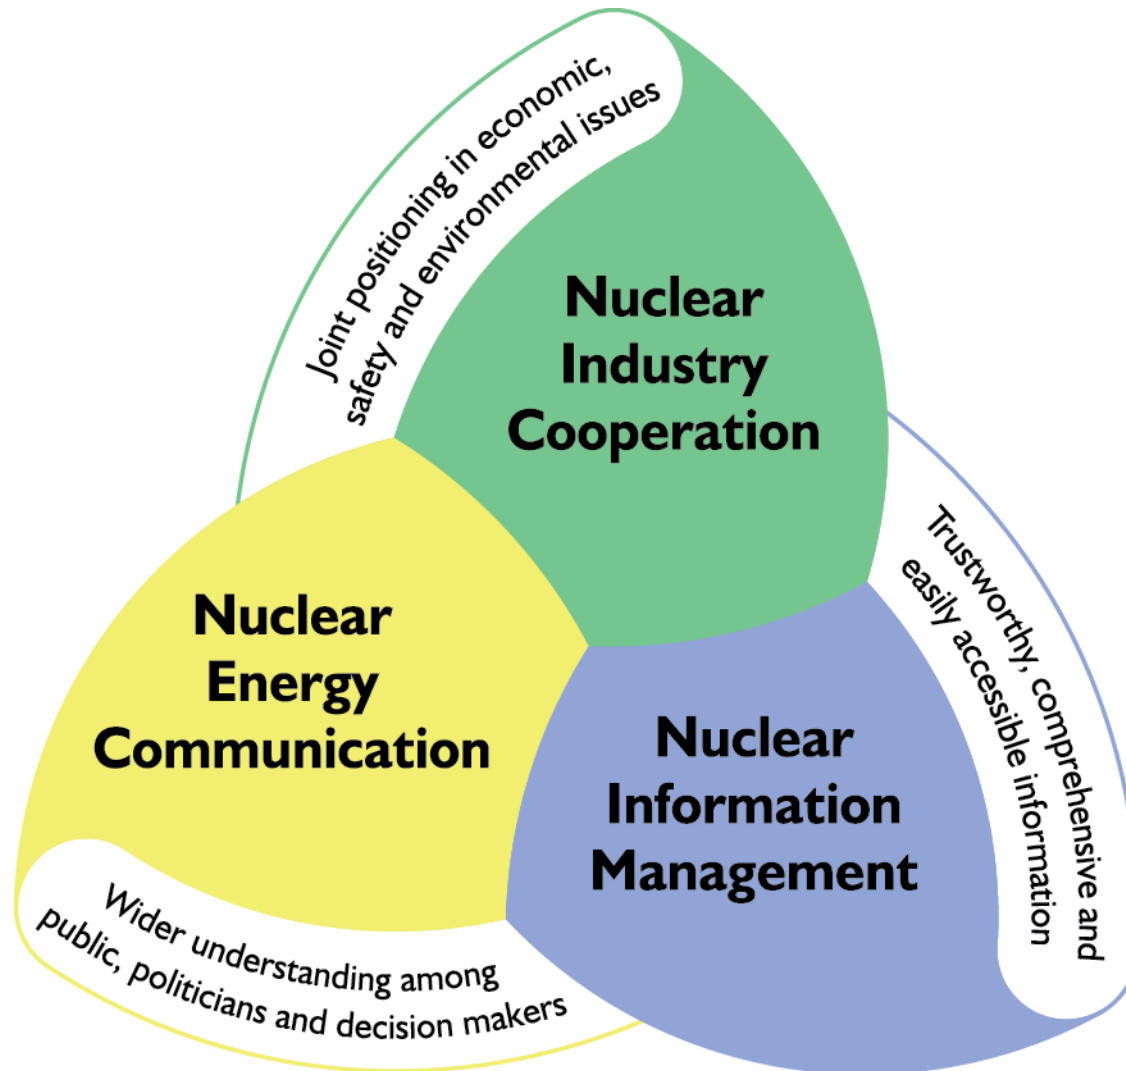 Joint positioning in economic,
safety and environmental issues
Nuclear
Industry
Cooperation
Trustworthy, comprehensive and
easily accessible information
Nuclear
Energy
Communication
Nuclear
Information
Management
Wider understanding among
public, politicians and decision makers